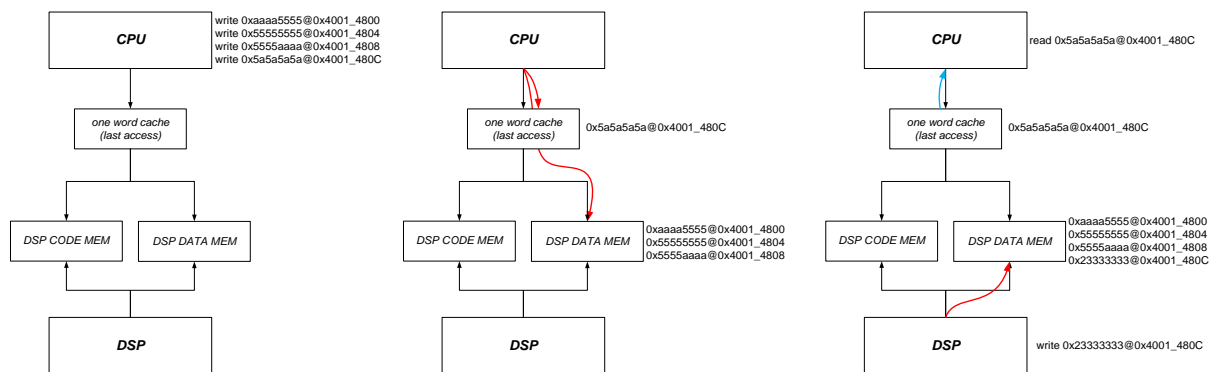 CPU
write 0xaaaa5555@0x4001_4800
write 0x55555555@0x4001_4804
write 0x5555aaaa@0x4001_4808
write 0x5a5a5a5a@0x4001_480C
one word cache
(last access)
DSP CODE MEM
DSP DATA MEM
DSP
CPU
one word cache
(last access)
0x5a5a5a5a@0x4001_480C
DSP CODE MEM
DSP DATA MEM
0xaaaa5555@0x4001_4800
0x55555555@0x4001_4804
0x5555aaaa@0x4001_4808
DSP
CPU
read 0x5a5a5a5a@0x4001_480C
one word cache
(last access)
0x5a5a5a5a@0x4001_480C
DSP CODE MEM
DSP DATA MEM
0xaaaa5555@0x4001_4800
0x55555555@0x4001_4804
0x5555aaaa@0x4001_4808
0x23333333@0x4001_480C
DSP
write 0x23333333@0x4001_480C